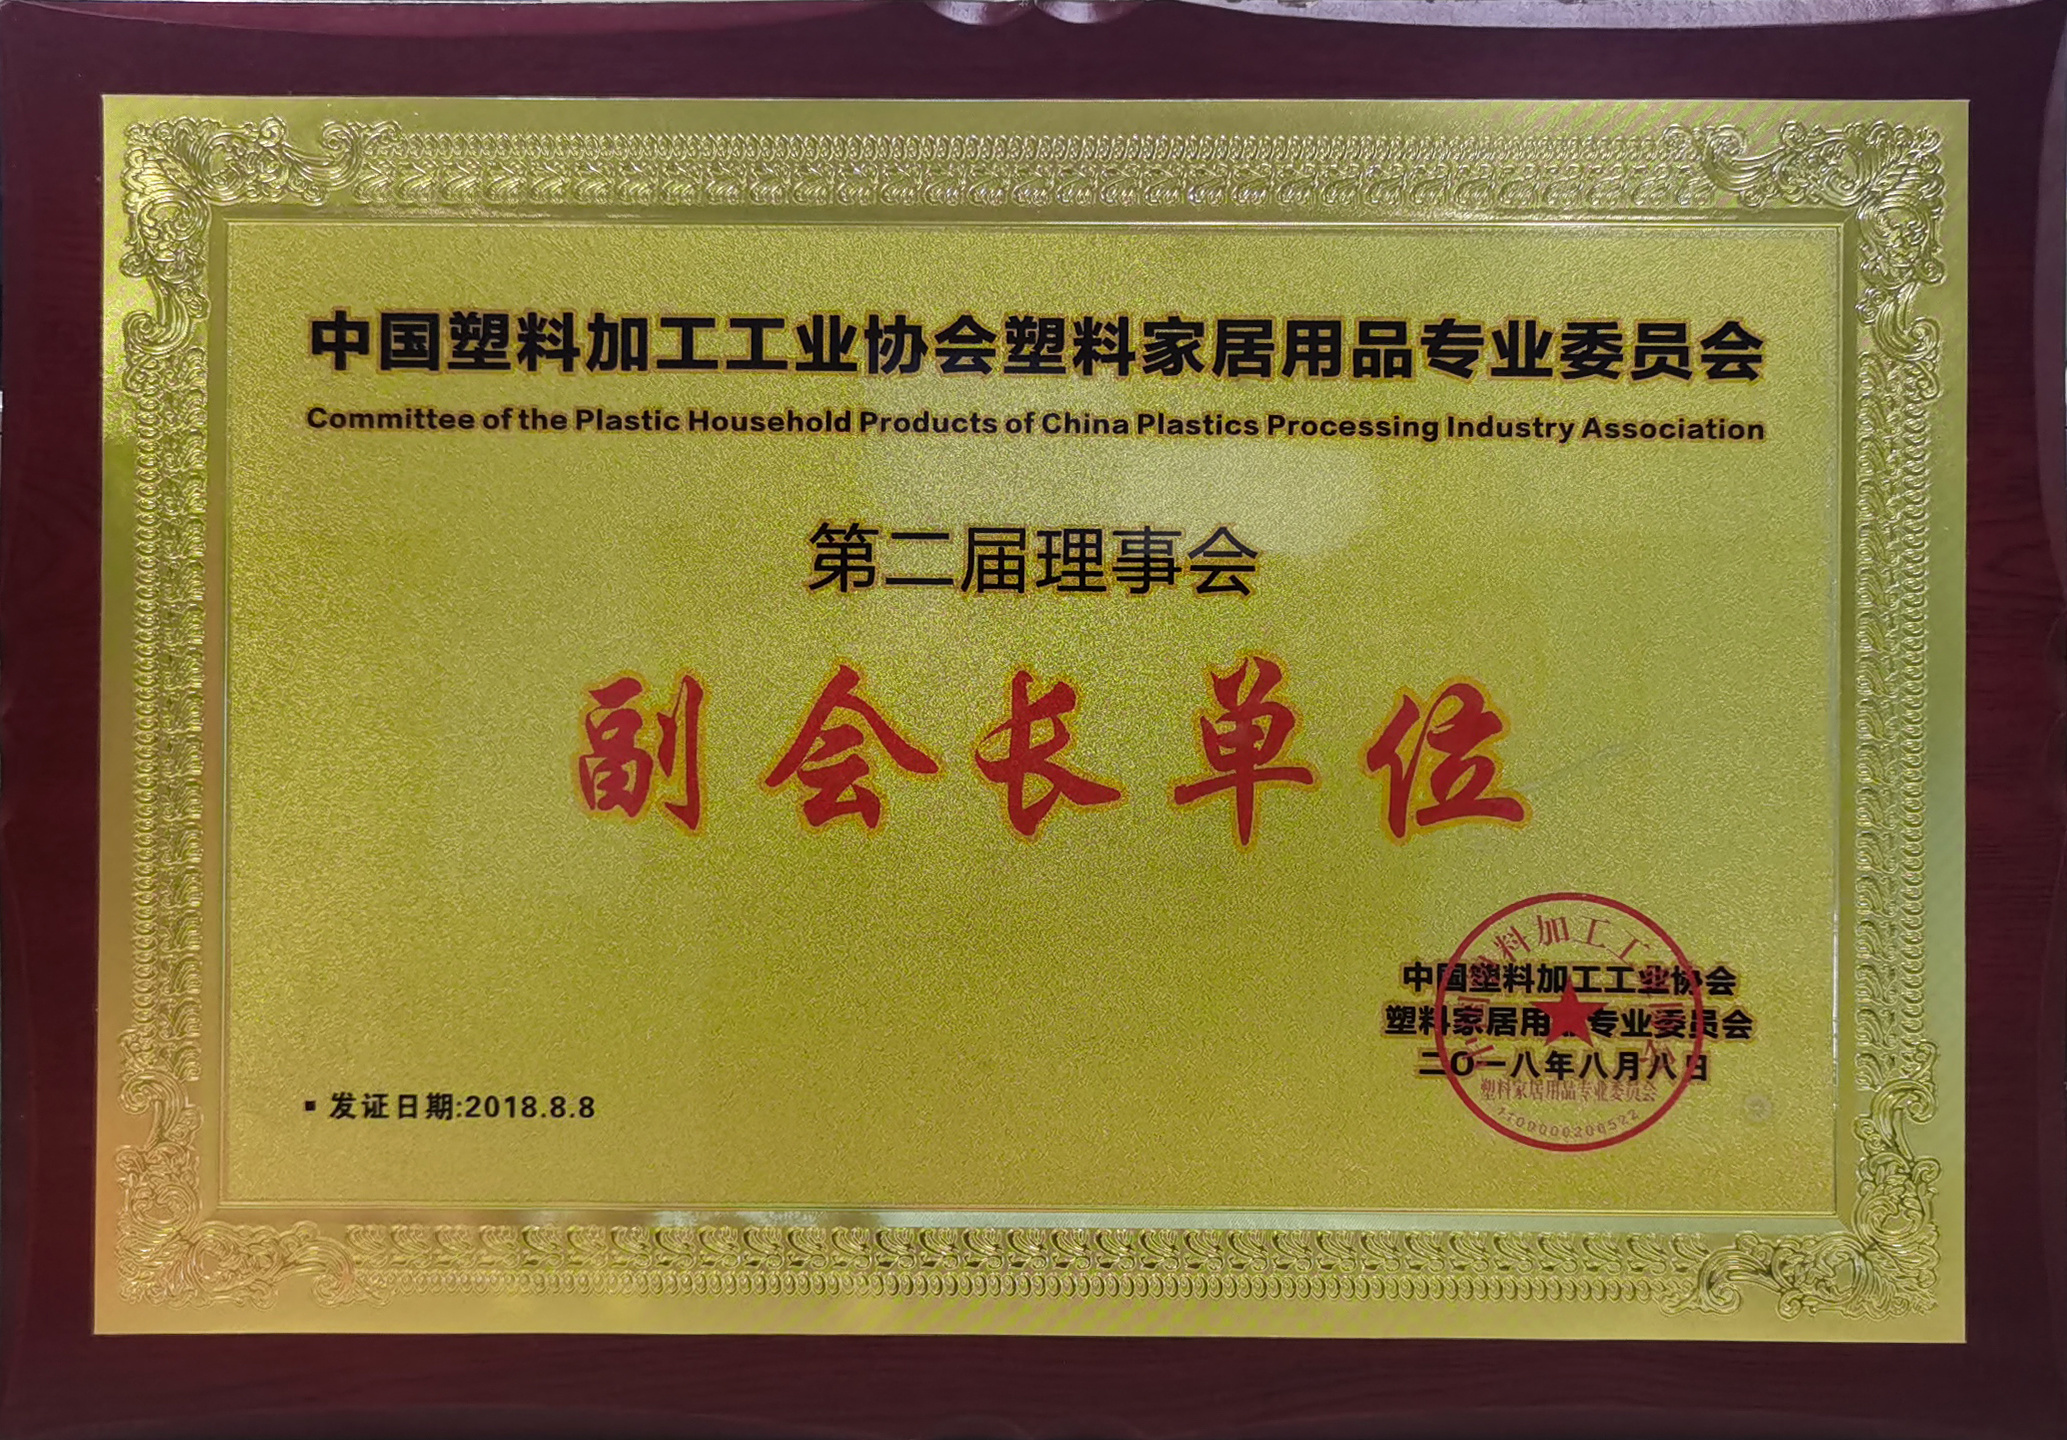 中国塑料加工工业协会塑料家居用品专业委员会
Committee of the Plastic Household Products of China Plastics Processing Industry Association
第二届理事会
副会长单位
中国塑料加工工业协会
塑料家居用品专业委员会
二〇一八年八月八日
塑料家居用品专业委员会
▪ 发证日期:2018.8.8